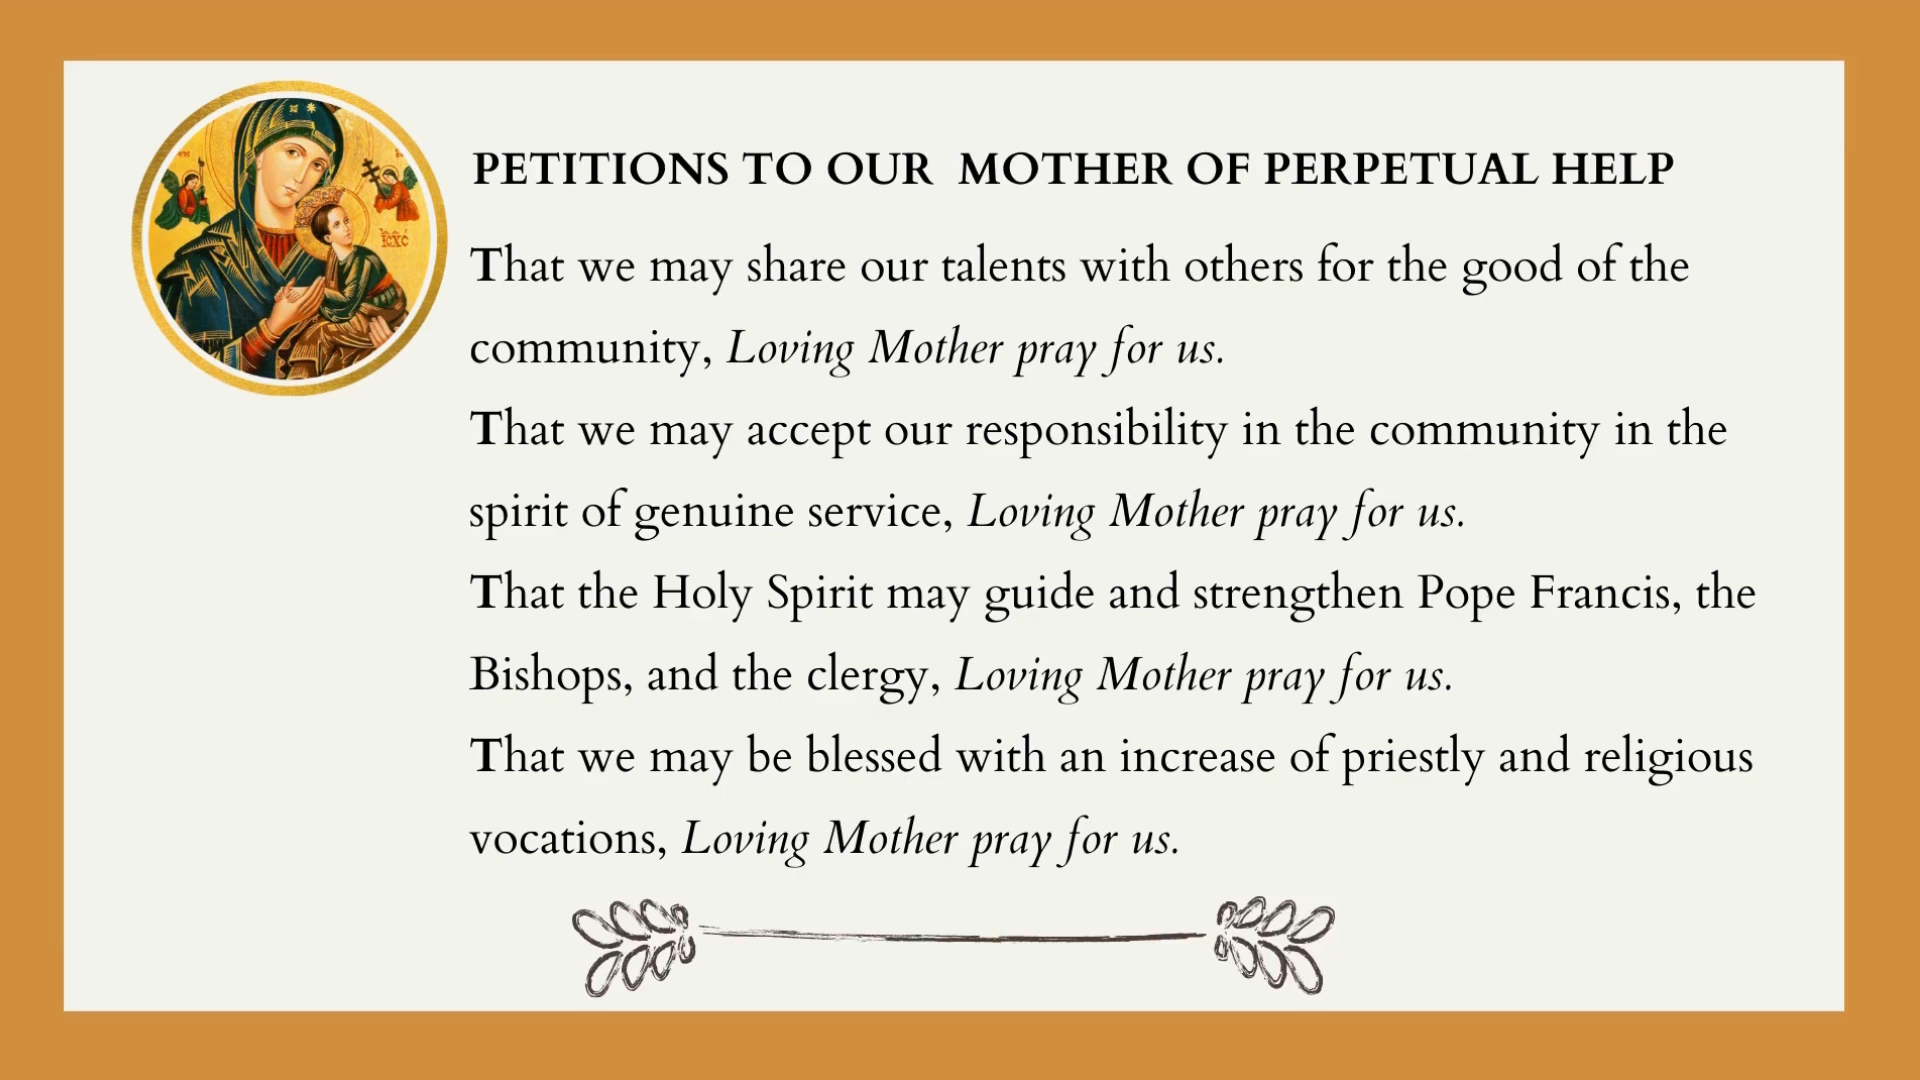 PETITIONS TO OUR MOTHER OF PERPETUAL HELP
That we may share our talents with others for the good of the
community, Loving Mother pray for us.
That we may accept our responsibility in the community in the
spirit of genuine service, Loving Mother pray for us.
That the Holy Spirit may guide and strengthen Pope Francis, the
Bishops, and the clergy, Loving Mother pray for us.
That we may be blessed with an increase of priestly and religious
vocations, Loving Mother pray for us.